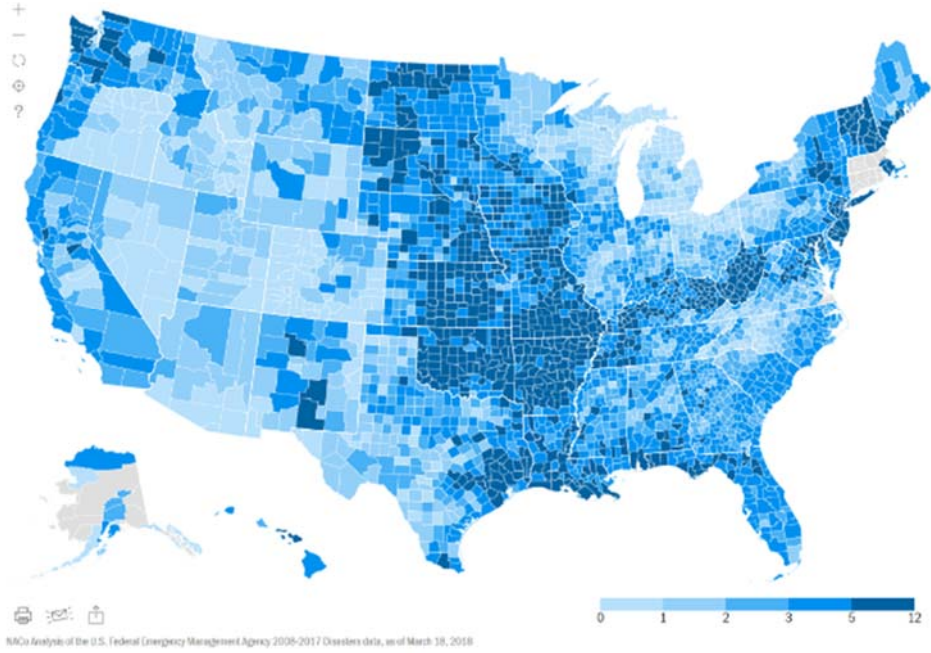 +
−
?
0 1 2 3 5 12
NACo Analysis of the U.S. Federal Emergency Management Agency 2008-2017 Disasters data, as of March 18, 2018